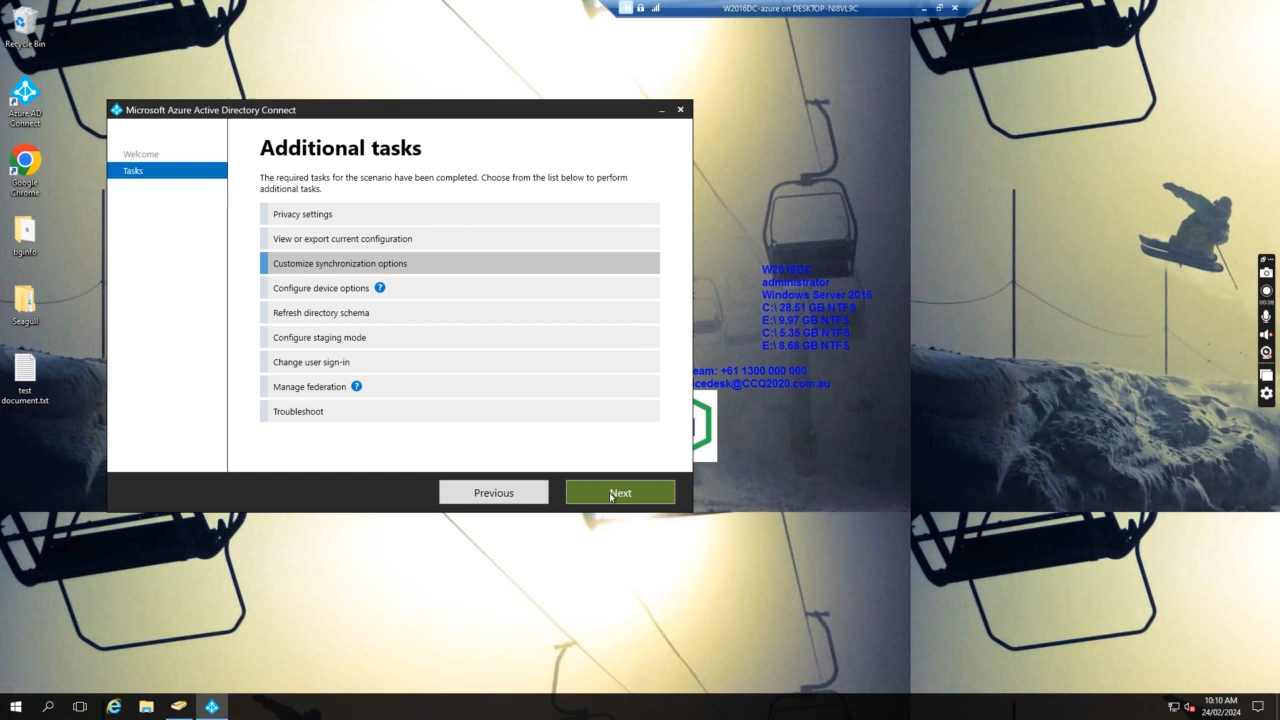 W2016DC-azure on DESKTOP-NI8VL9C
Recycle Bin
Azure AD
Connect
Google
Chrome
bginfo
Seagull
test
document.txt
Microsoft Azure Active Directory Connect
Welcome
Tasks
Additional tasks
The required tasks for the scenario have been completed. Choose from the list below to perform
additional tasks.
Privacy settings
View or export current configuration
Customize synchronization options
Configure device options ?
Refresh directory schema
Configure staging mode
Change user sign-in
Manage federation ?
Troubleshoot
Previous
Next
W2016DC
administrator
Windows Server 2016
C:\ 28.51 GB NTFS
E:\ 9.97 GB NTFS
C:\ 5.35 GB NTFS
E:\ 8.68 GB NTFS
eam: +61 1300 000 000
icedesk@CCQ2020.com.au
00:39
10:10 AM
24/02/2024